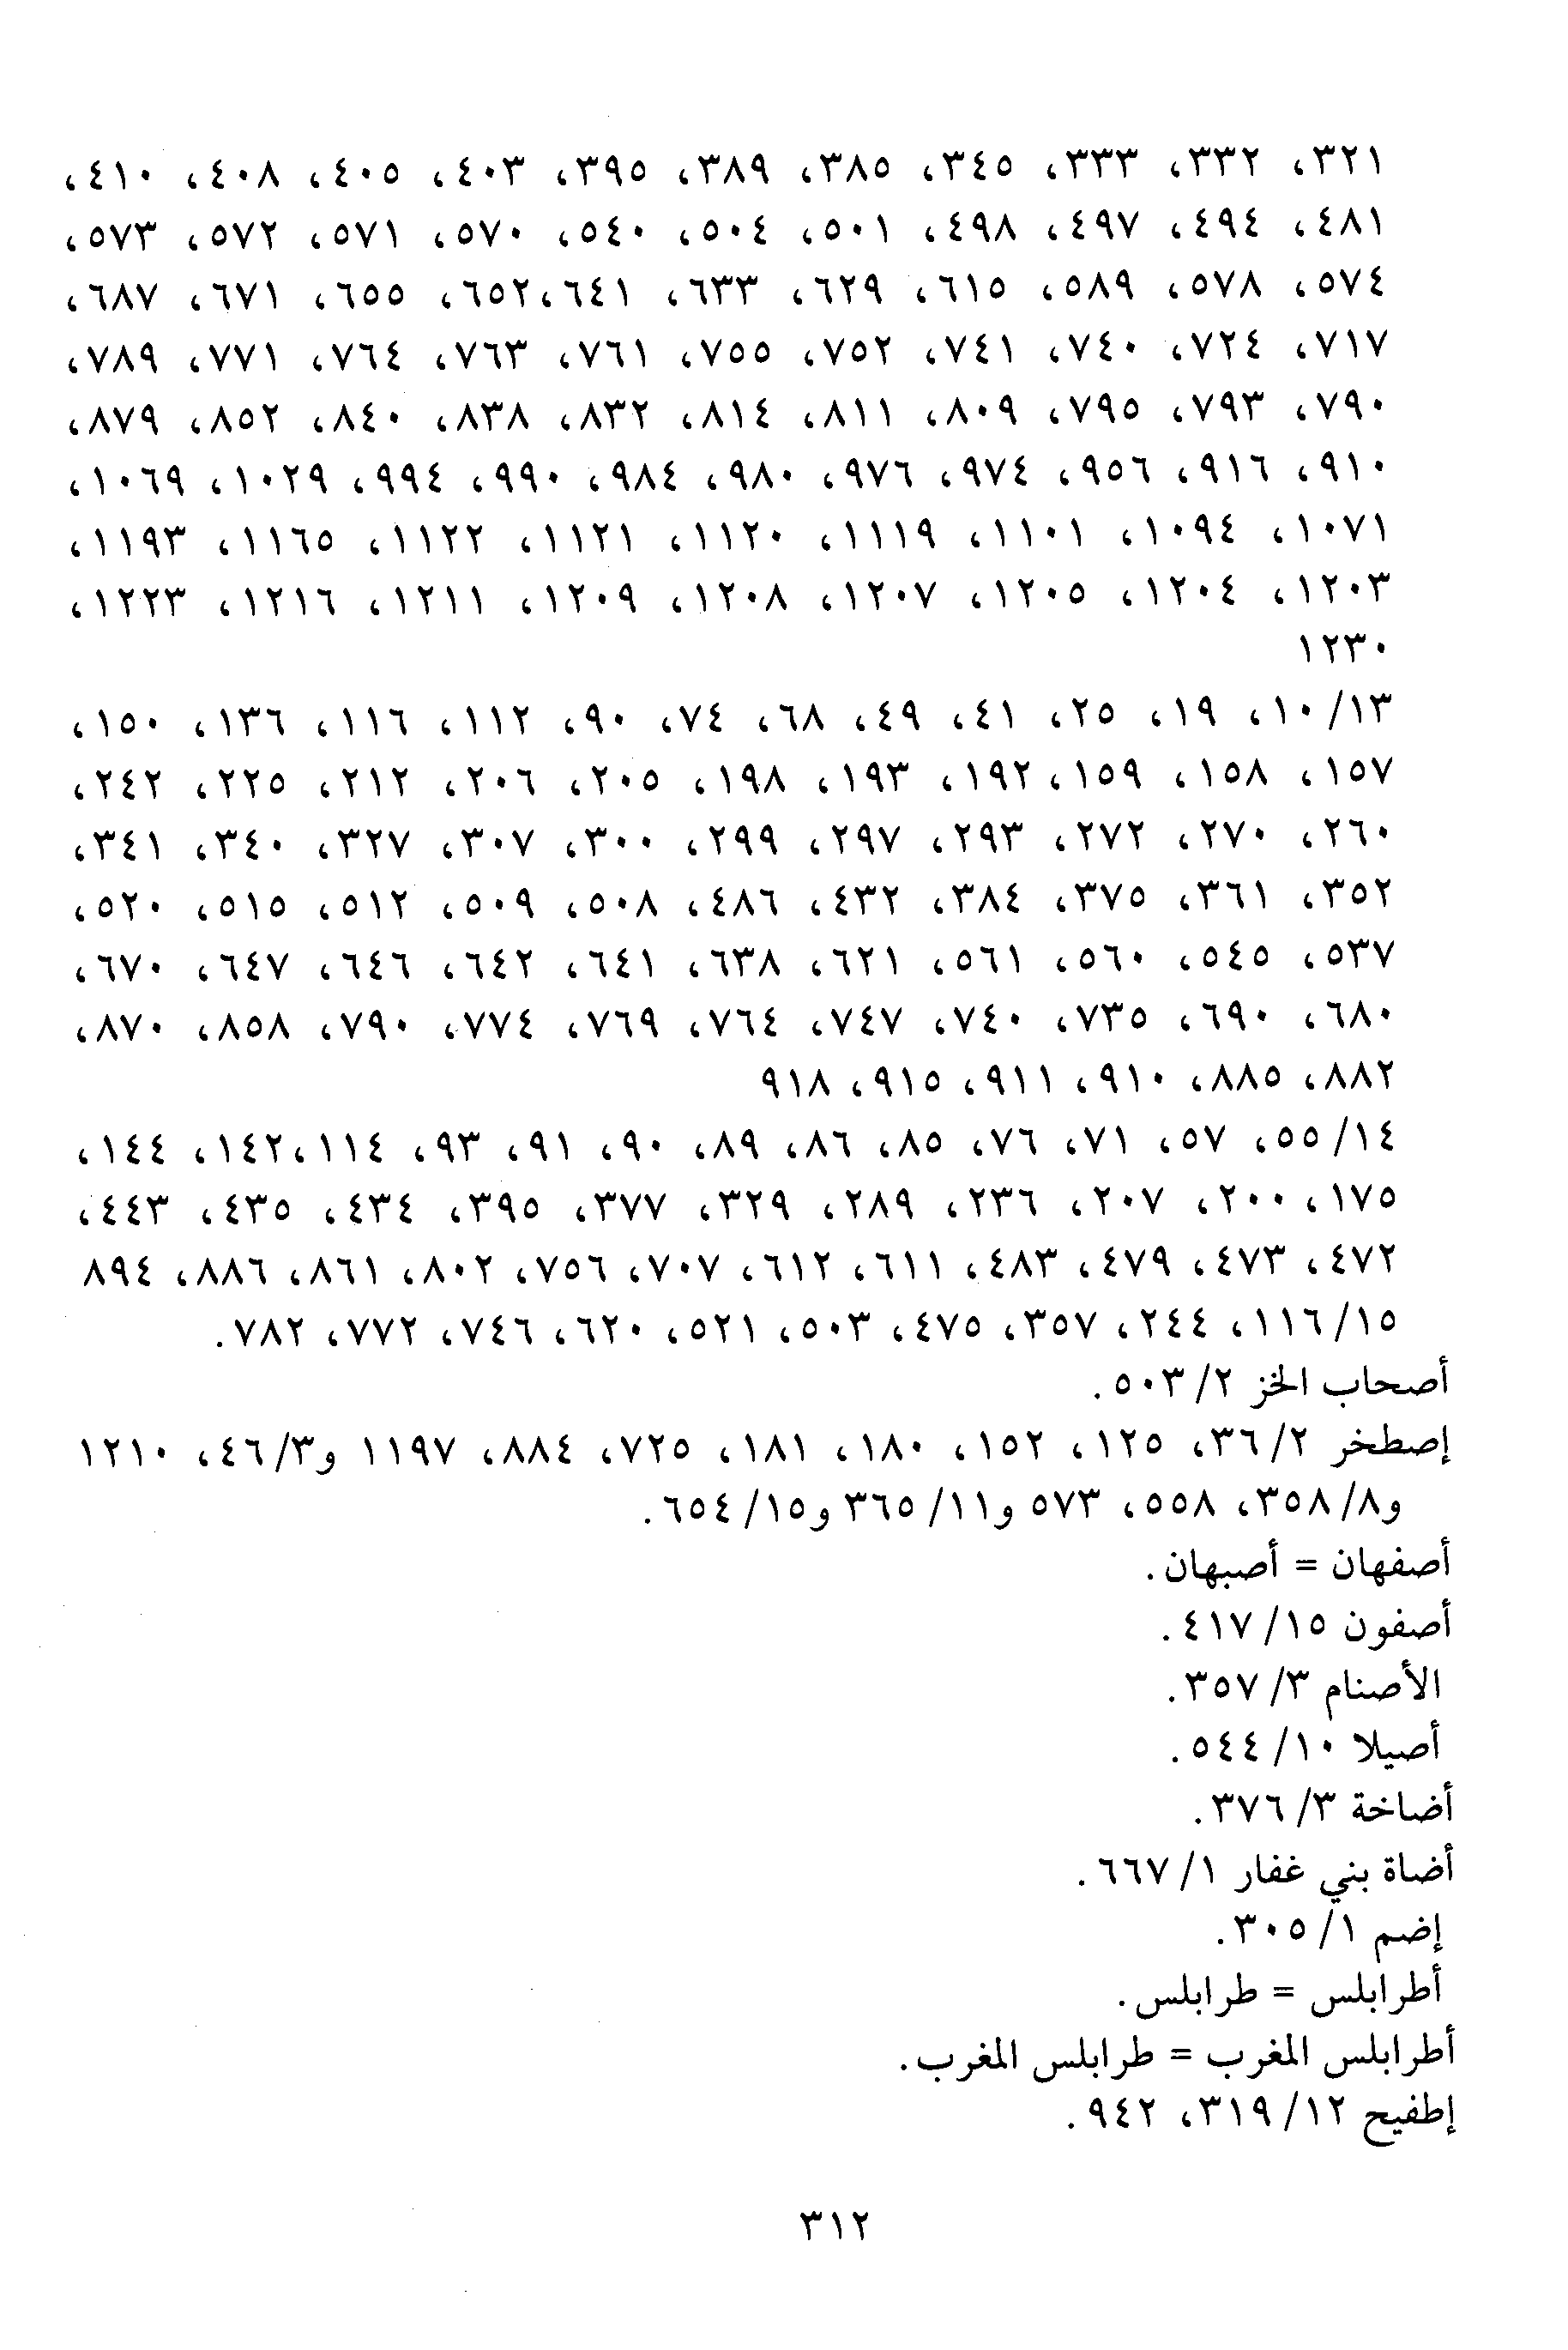 ٣٢١، ٣٣٢، ٣٣٣، ٣٤٥، ٣٨٥، ٣٨٩، ٣٩٥، ٤٠٣، ٤٠٥، ٤٠٨، ٤١٠،
٤٨١، ٤٩٤، ٤٩٧، ٤٩٨، ٥٠١، ٥٠٤، ٥٤٠، ٥٧٠، ٥٧١، ٥٧٢، ٥٧٣،
٥٧٤، ٥٧٨، ٥٨٩، ٦١٥، ٦٢٩، ٦٣٣، ٦٤١،٦٥٢، ٦٥٥، ٦٧١، ٦٨٧،
٧١٧، ٧٢٤، ٧٤٠، ٧٤١، ٧٥٢، ٧٥٥، ٧٦١، ٧٦٣، ٧٦٤، ٧٧١، ٧٨٩،
٧٩٠، ٧٩٣، ٧٩٥، ٨٠٩، ٨١١، ٨١٤، ٨٣٢، ٨٣٨، ٨٤٠، ٨٥٢، ٨٧٩،
٩١٠، ٩١٦، ٩٥٦، ٩٧٤، ٩٧٦، ٩٨٠، ٩٨٤، ٩٩٠، ٩٩٤، ١٠٢٩، ١٠٦٩،
١٠٧١، ١٠٩٤، ١١٠١، ١١١٩، ١١٢٠، ١١٢١، ١١٢٢، ١١٦٥، ١١٩٣،
١٢٠٣، ١٢٠٤، ١٢٠٥، ١٢٠٧، ١٢٠٨، ١٢٠٩، ١٢١١، ١٢١٦، ١٢٢٣،
١٢٣٠
١٣/ ١٠، ١٩، ٢٥، ٤١، ٤٩، ٦٨، ٧٤، ٩٠، ١١٢، ١١٦، ١٣٦، ١٥٠،
١٥٧، ١٥٨، ١٥٩، ١٩٢، ١٩٣، ١٩٨، ٢٠٥، ٢٠٦، ٢١٢، ٢٢٥، ٢٤٢،
٢٦٠، ٢٧٠، ٢٧٢، ٢٩٣، ٢٩٧، ٢٩٩، ٣٠٠، ٣٠٧، ٣٢٧، ٣٤٠، ٣٤١،
٣٥٢، ٣٦١، ٣٧٥، ٣٨٤، ٤٣٢، ٤٨٦، ٥٠٨، ٥٠٩، ٥١٢، ٥١٥، ٥٢٠،
٥٣٧، ٥٤٥، ٥٦٠، ٥٦١، ٦٢١، ٦٣٨، ٦٤١، ٦٤٢، ٦٤٦، ٦٤٧، ٦٧٠،
٦٨٠، ٦٩٠، ٧٣٥، ٧٤٠، ٧٤٧، ٧٦٤، ٧٦٩، ٧٧٤، ٧٩٠، ٨٥٨، ٨٧٠،
٨٨٢، ٨٨٥، ٩١٠، ٩١١، ٩١٥، ٩١٨
١٤/ ٥٥، ٥٧، ٧١، ٧٦، ٨٥، ٨٦، ٨٩، ٩٠، ٩١، ٩٣، ١١٤،١٤٢، ١٤٤،
١٧٥، ٢٠٠، ٢٠٧، ٢٣٦، ٢٨٩، ٣٢٩، ٣٧٧، ٣٩٥، ٤٣٤، ٤٣٥، ٤٤٣،
٤٧٢، ٤٧٣، ٤٧٩، ٤٨٣، ٦١١، ٦١٢، ٧٠٧، ٧٥٦، ٨٠٢، ٨٦١، ٨٨٦، ٨٩٤
١٥/ ١١٦، ٢٤٤، ٣٥٧، ٤٧٥، ٥٠٣، ٥٢١، ٦٢٠، ٧٤٦، ٧٧٢، ٧٨٢.
أصحاب الخز ٢/ ٥٠٣.
إصطخر ٢/ ٣٦، ١٢٥، ١٥٢، ١٨٠، ١٨١، ٧٢٥، ٨٨٤، ١١٩٧ و٣/ ٤٦، ١٢١٠
و٨/ ٣٥٨، ٥٥٨، ٥٧٣ و١١/ ٣٦٥ و١٥/ ٦٥٤.
أصفهان = أصبهان.
أصفون ١٥/ ٤١٧.
الأصنام ٣/ ٣٥٧.
أصيلا ١٠/ ٥٤٤.
أضاخة ٣/ ٣٧٦.
أضاة بني غفار ١/ ٦٦٧.
إضم ١/ ٣٠٥.
أطرابلس = طرابلس.
أطرابلس المغرب = طرابلس المغرب.
إطفيح ١٢/ ٣١٩، ٩٤٢.
٣١٢